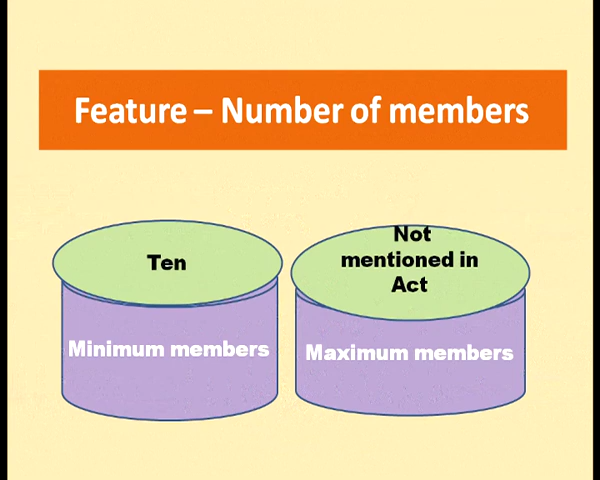 Feature – Number of members
Ten
Minimum members
Not
mentioned in
Act
Maximum members